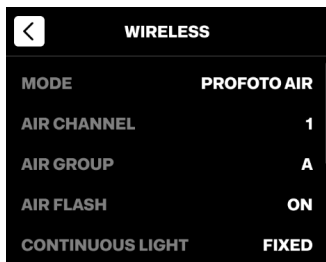 WIRELESS
MODE PROFOTO AIR
AIR CHANNEL 1
AIR GROUP A
AIR FLASH ON
CONTINUOUS LIGHT FIXED